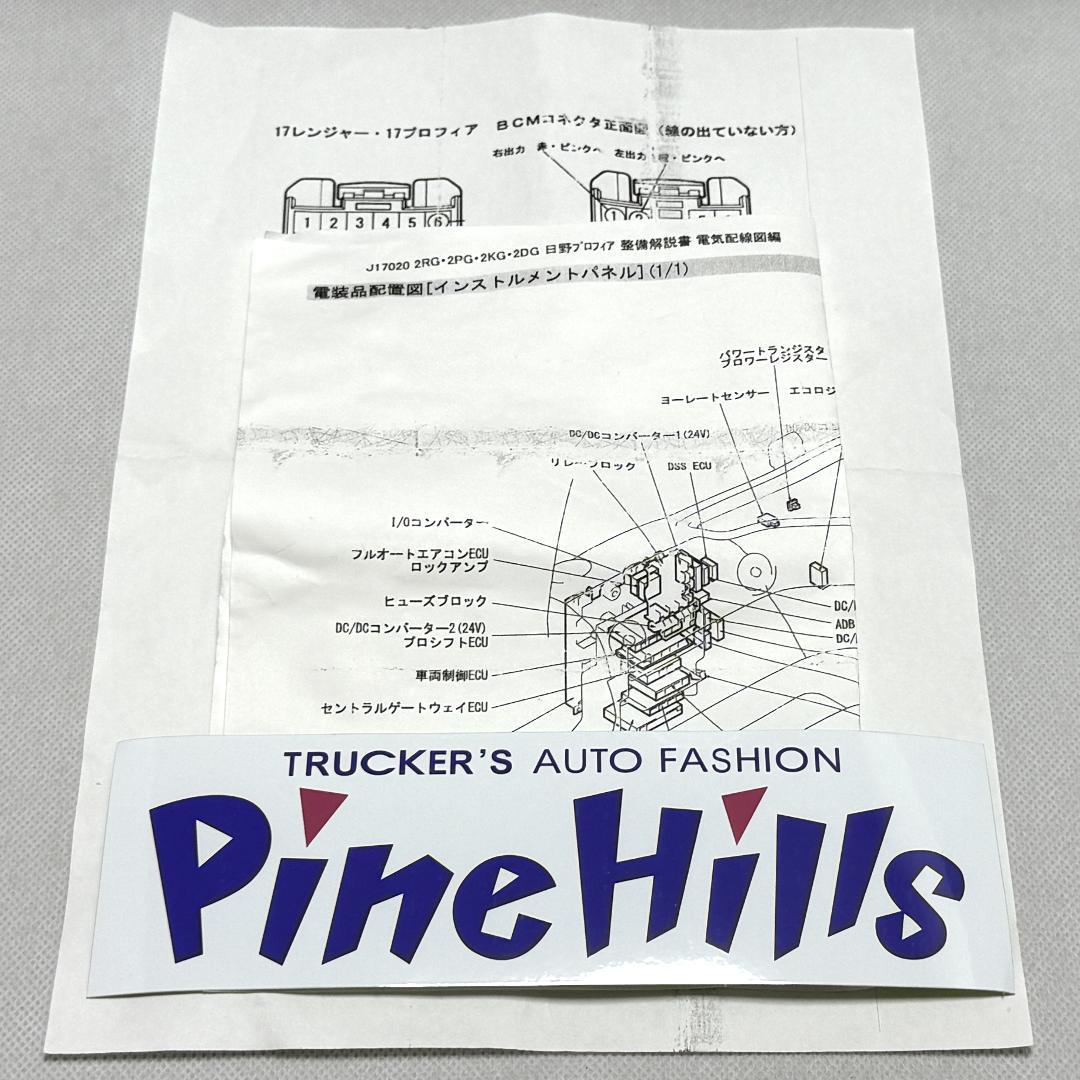 17レンジャー・17プロフィア BCMコネクタ正面図(線の出ていない方)
右出力 赤・ピンクへ 左出力 ・ピンクへ
1 2 3 4 5 6
1 2
J17020 2RG・2PG・2KG・2DG 日野プロフィア 整備解説書 電気配線図編
電装品配置図[インストルメントパネル](1/1)
パワートランジスタ
ブロワーレジスター
ヨーレートセンサー エコロジ
DC/DCコンバーター1(24V)
リレーブロック DSS ECU
I/Oコンバーター
フルオートエアコンECU
ロックアンプ
ヒューズブロック
DC/DCコンバーター2(24V)
プロシフトECU
DC/
ADB
DC/
車両制御ECU
セントラルゲートウェイECU
TRUCKER'S AUTO FASHION
PineHills